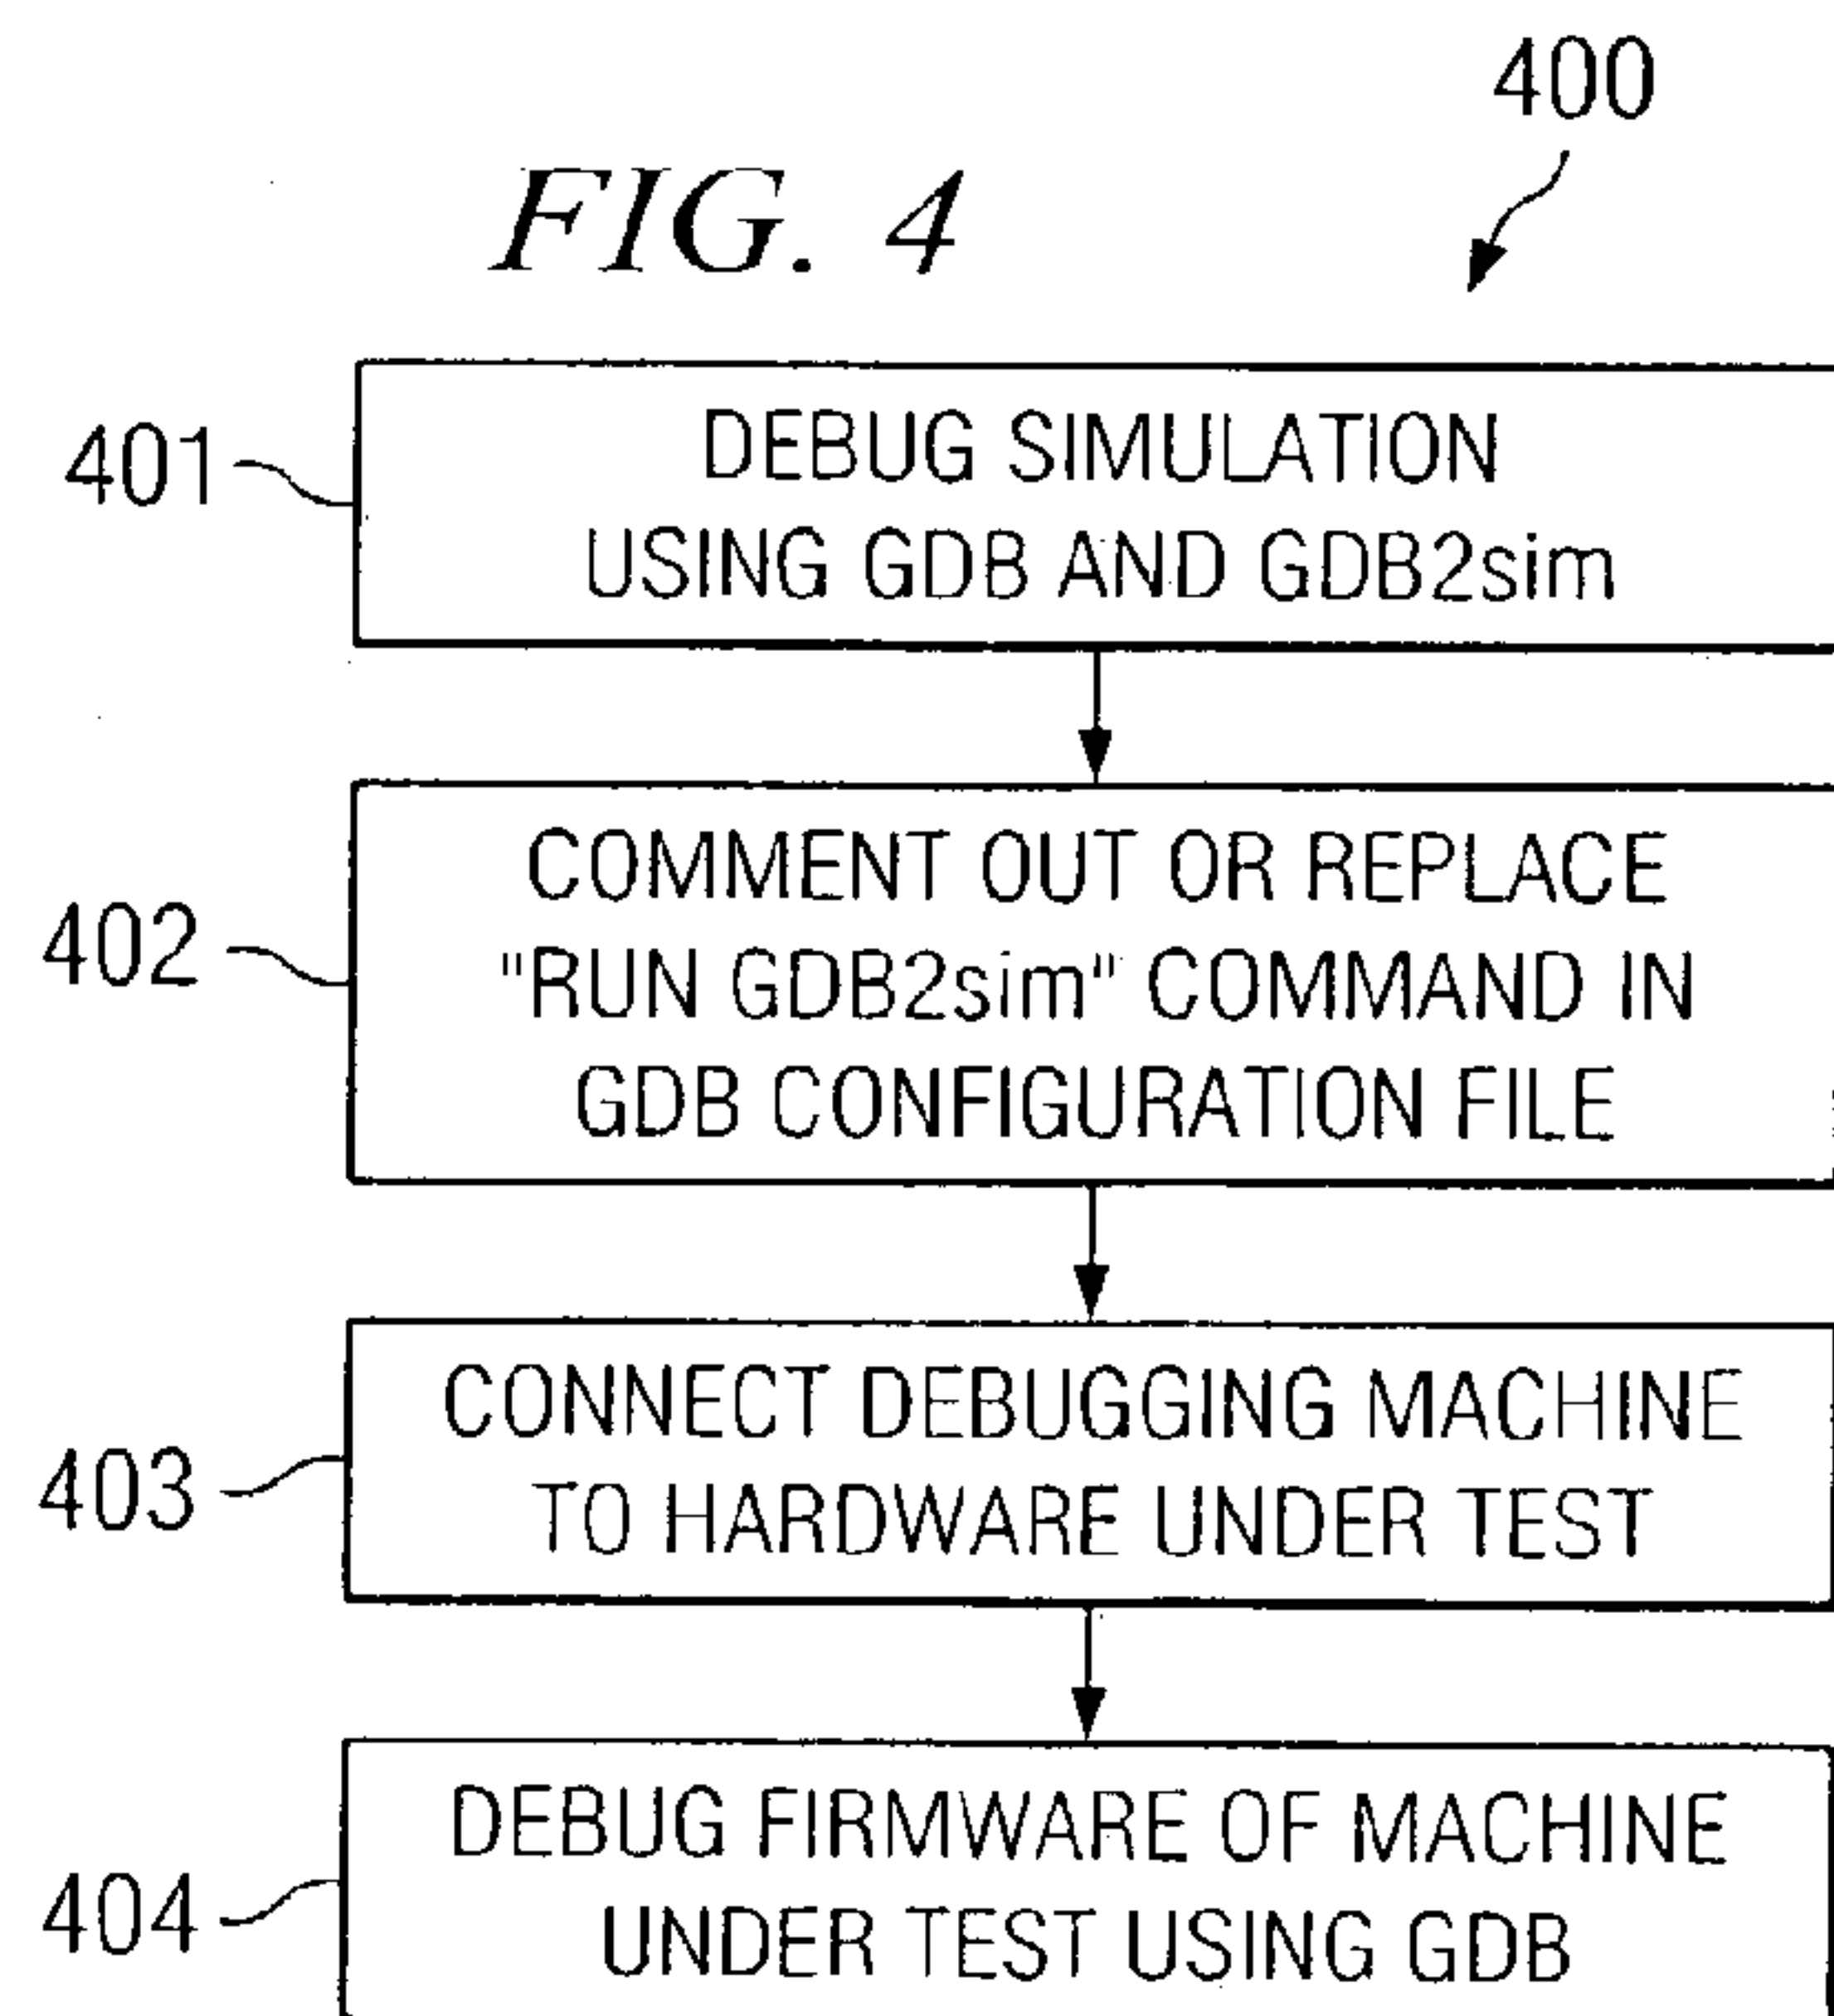 400
FIG. 4
401
DEBUG SIMULATION
USING GDB AND GDB2sim
402
COMMENT OUT OR REPLACE
"RUN GDB2sim" COMMAND IN
GDB CONFIGURATION FILE
403
CONNECT DEBUGGING MACHINE
TO HARDWARE UNDER TEST
404
DEBUG FIRMWARE OF MACHINE
UNDER TEST USING GDB